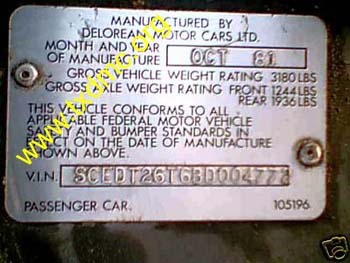 MANUFACTURED BY
DELOREAN MOTOR CARS LTD.
MONTH AND YEAR
OF MANUFACTURE OCT 81
GROSS VEHICLE WEIGHT RATING 3180 LBS
GROSS AXLE WEIGHT RATING FRONT 1244 LBS
REAR 1936 LBS
THIS VEHICLE CONFORMS TO ALL
APPLICABLE FEDERAL MOTOR VEHICLE
SAFETY AND BUMPER STANDARDS IN
EFFECT ON THE DATE OF MANUFACTURE
SHOWN ABOVE.
V.I.N. SCEDT26T6BD004773
PASSENGER CAR. 105196